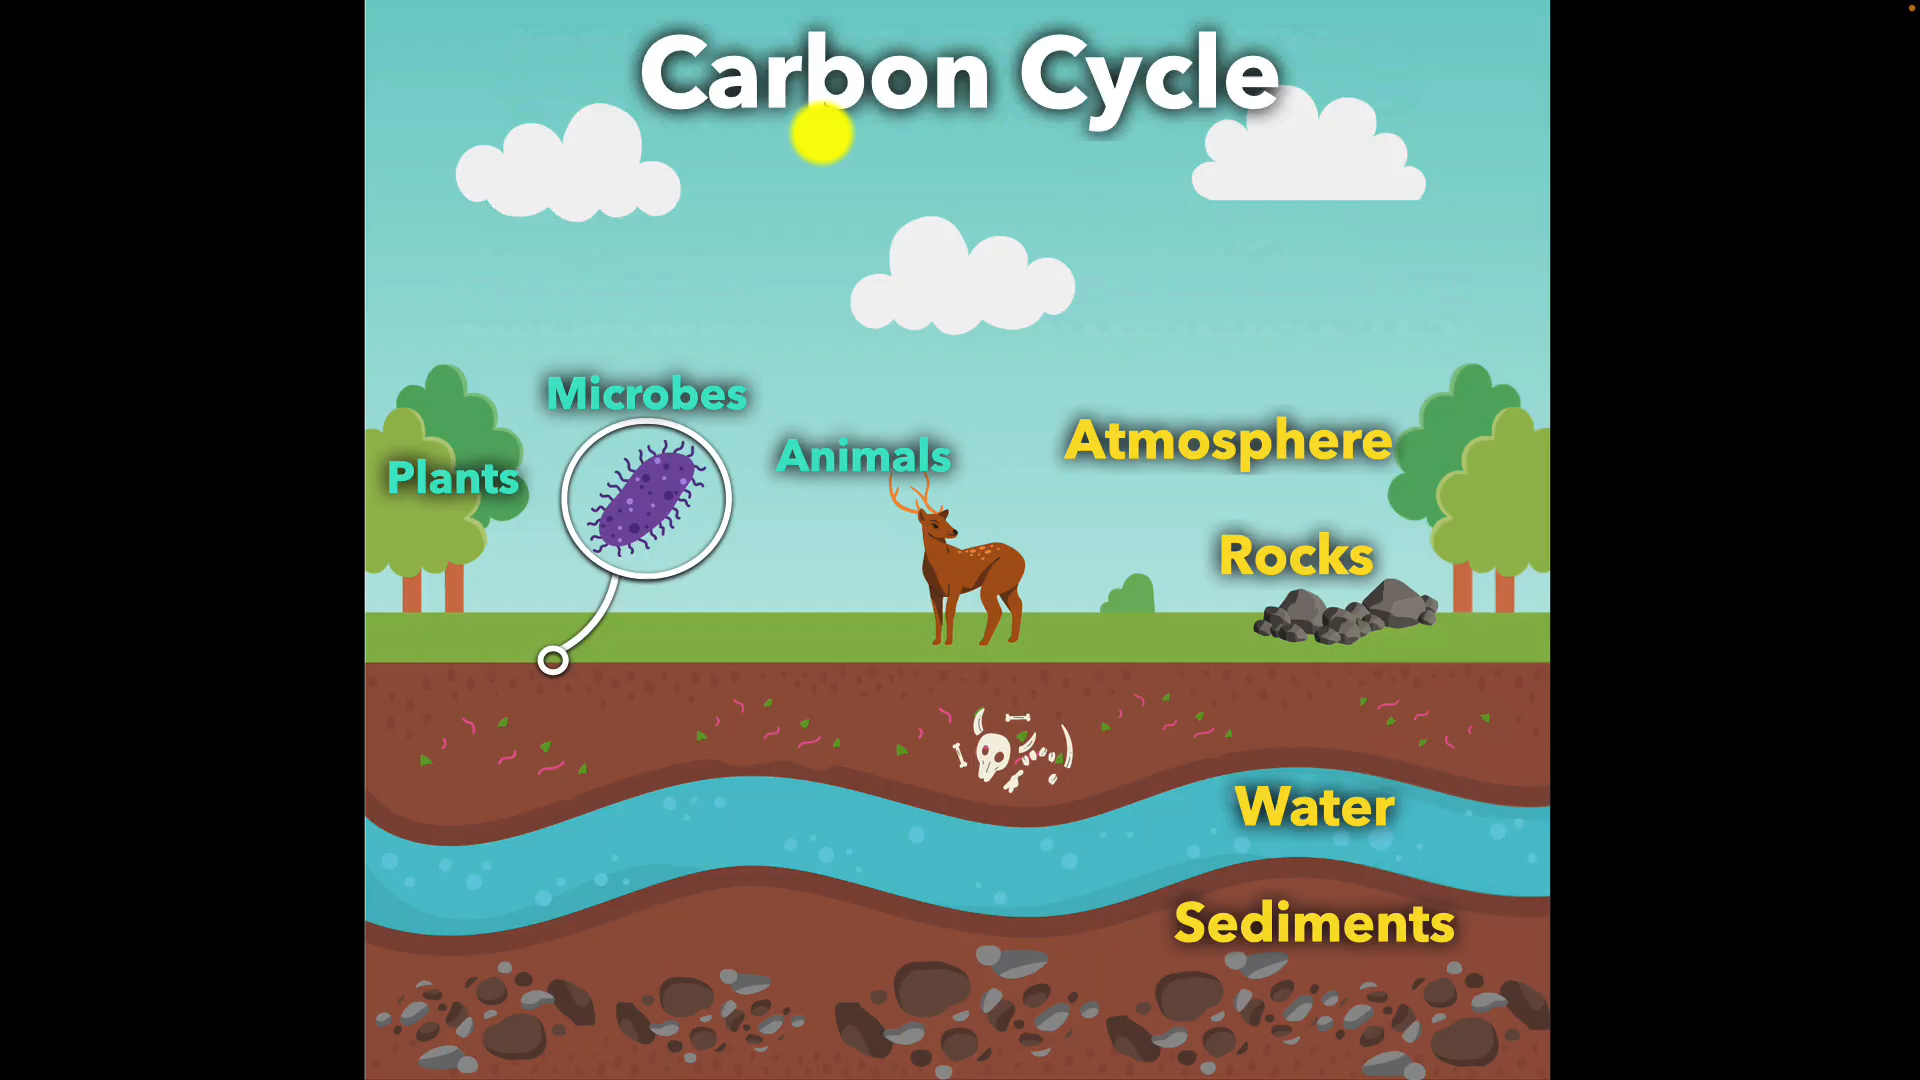 Carbon Cycle
Microbes
Plants
Animals
Atmosphere
Rocks
Water
Sediments